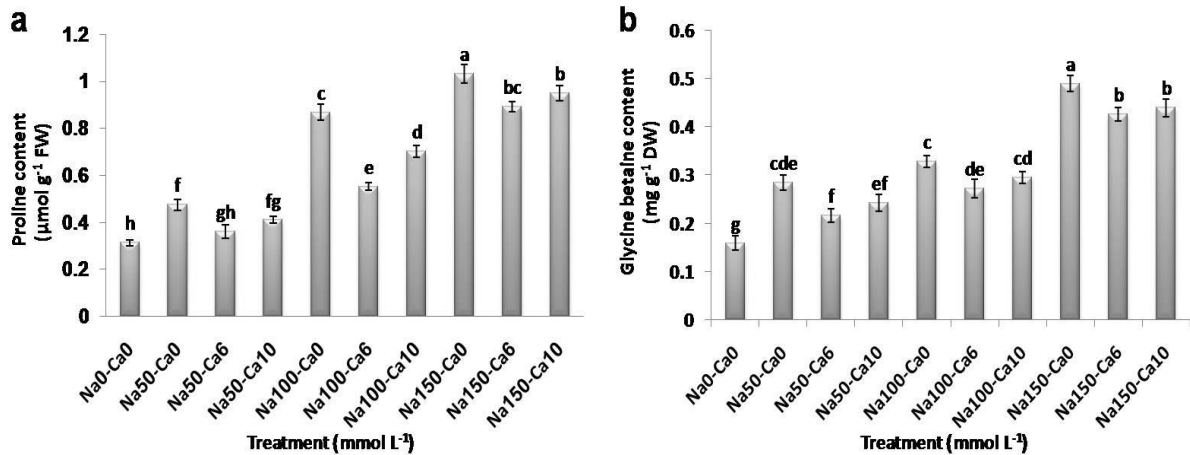 a
Proline content
(µmol g-1 FW)
1.2
1
0.8
0.6
0.4
0.2
0
h
f
gh
fg
c
e
d
a
bc
b
Na0-Ca0
Na50-Ca0
Na50-Ca6
Na50-Ca10
Na100-Ca0
Na100-Ca6
Na100-Ca10
Na150-Ca0
Na150-Ca6
Na150-Ca10
Treatment (mmol L-1)
b
Glycine betaine content
(mg g-1 DW)
0.6
0.5
0.4
0.3
0.2
0.1
0
g
cde
f
ef
c
de
cd
a
b
b
Na0-Ca0
Na50-Ca0
Na50-Ca6
Na50-Ca10
Na100-Ca0
Na100-Ca6
Na100-Ca10
Na150-Ca0
Na150-Ca6
Na150-Ca10
Treatment (mmol L-1)